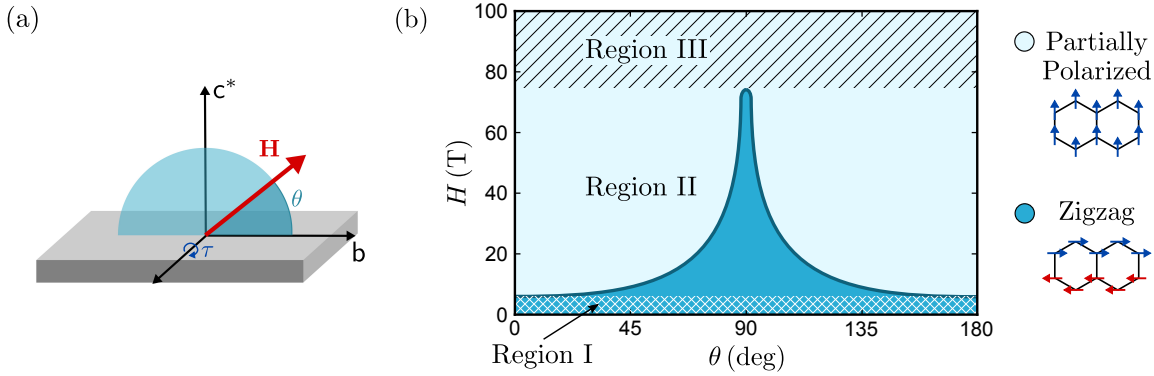 (a)
c*
H
θ
τ
b
(b)
100
80
60
40
20
0
H (T)
Region III
Region II
Region I
0
45
90
135
180
θ (deg)
Partially
Polarized
Zigzag